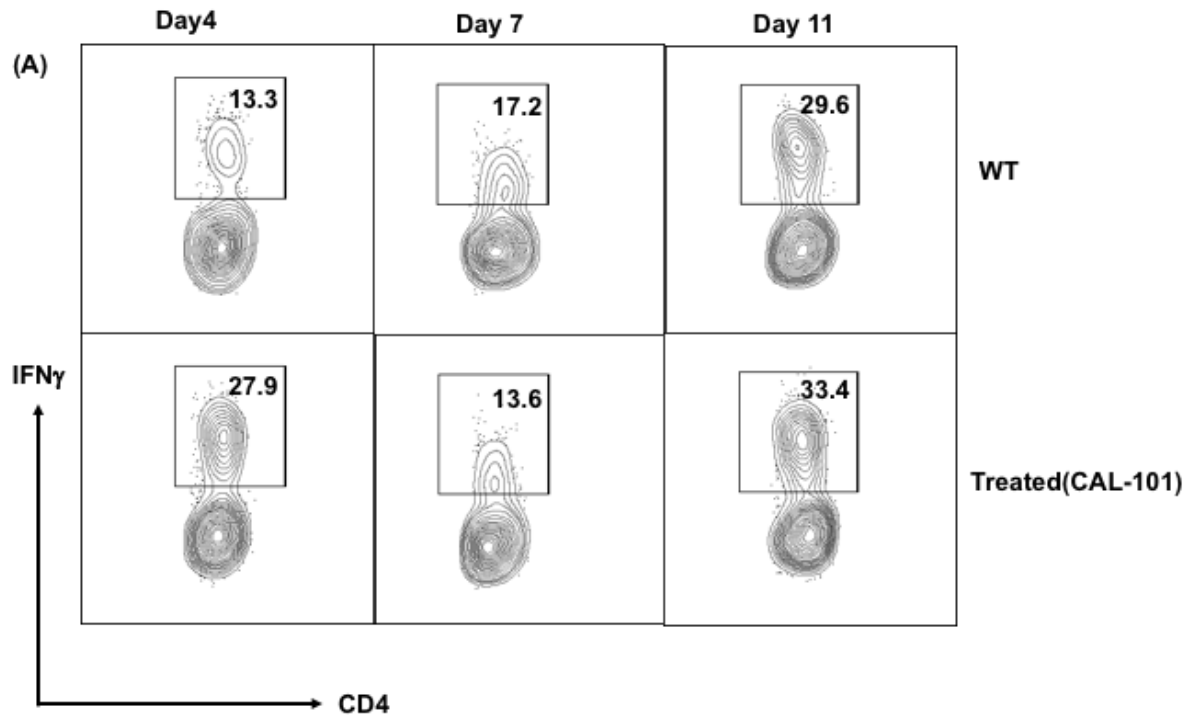 Day4
Day 7
Day 11
(A)
13.3
17.2
29.6
WT
IFNγ
27.9
13.6
33.4
Treated(CAL-101)
CD4